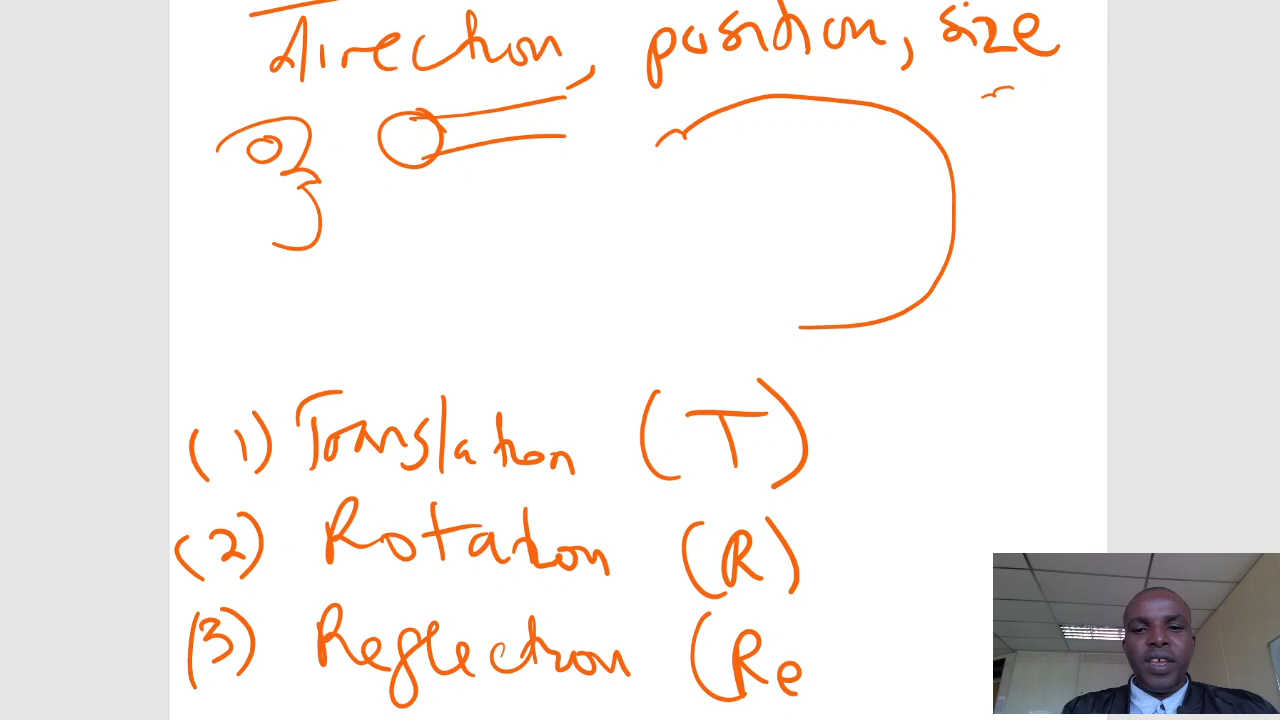 Direction, position, size
(1) Translation (T)
(2) Rotation (R)
(3) Reflection (Re